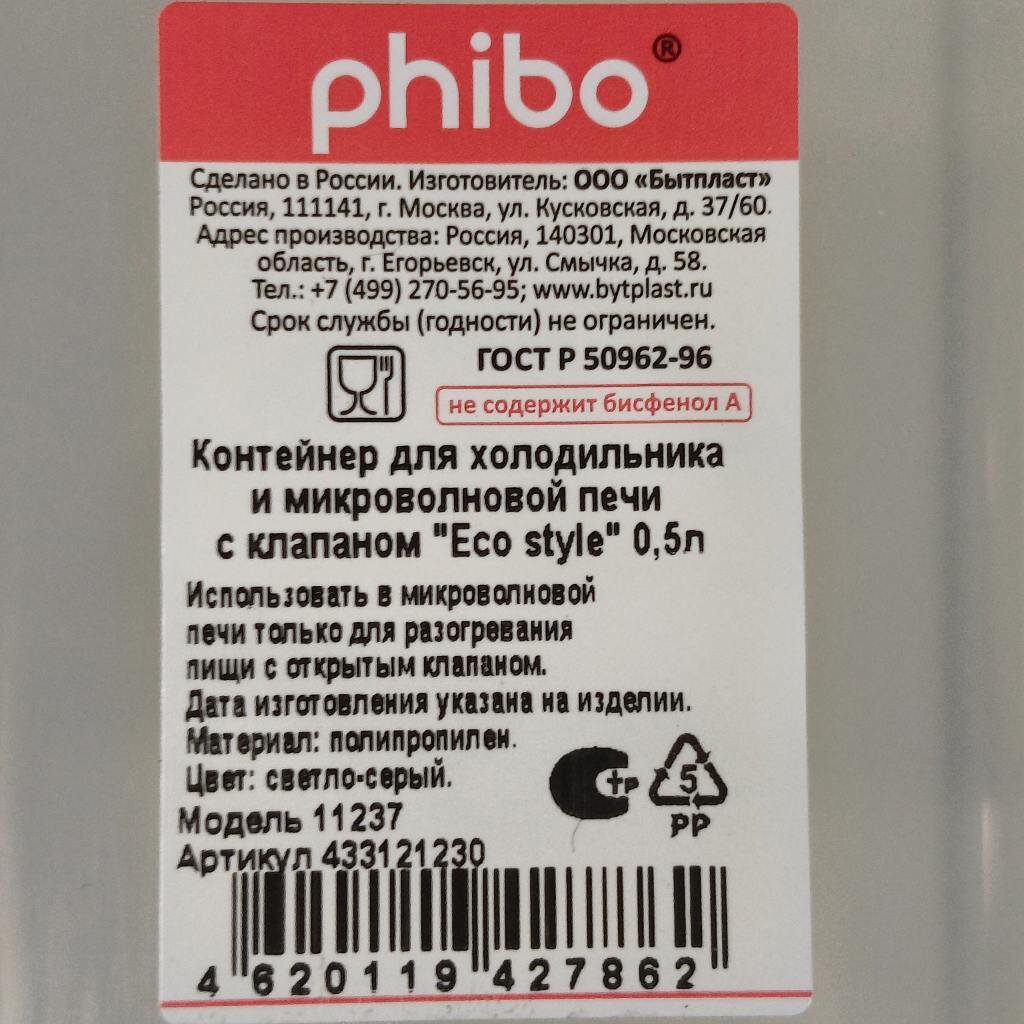 phibo®
Сделано в России. Изготовитель: ООО «Бытпласт»
Россия, 111141, г. Москва, ул. Кусковская, д. 37/60.
Адрес производства: Россия, 140301, Московская
область, г. Егорьевск, ул. Смычка, д. 58.
Тел.: +7 (499) 270-56-95; www.bytplast.ru
Срок службы (годности) не ограничен.
ГОСТ Р 50962-96
не содержит бисфенол А
Контейнер для холодильника
и микроволновой печи
с клапаном "Eco style" 0,5л
Использовать в микроволновой
печи только для разогревания
пищи с открытым клапаном.
Дата изготовления указана на изделии.
Материал: полипропилен.
Цвет: светло-серый.
Модель 11237
Артикул 433121230
5
PP
4 620119 427862